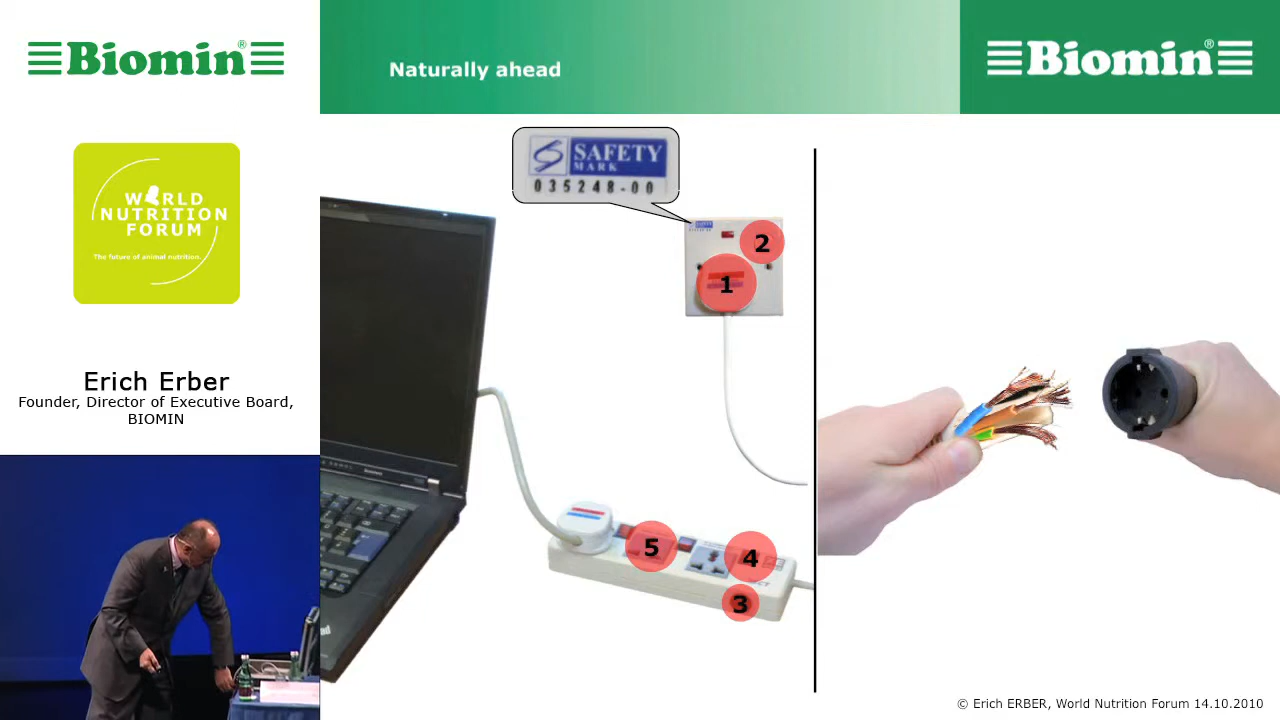 Biomin®
Naturally ahead
Biomin®
WORLD
NUTRITION
FORUM
The future of animal nutrition.
Erich Erber
Founder, Director of Executive Board,
BIOMIN
SAFETY
MARK
035248-00
2
1
5
4
3
© Erich ERBER, World Nutrition Forum 14.10.2010